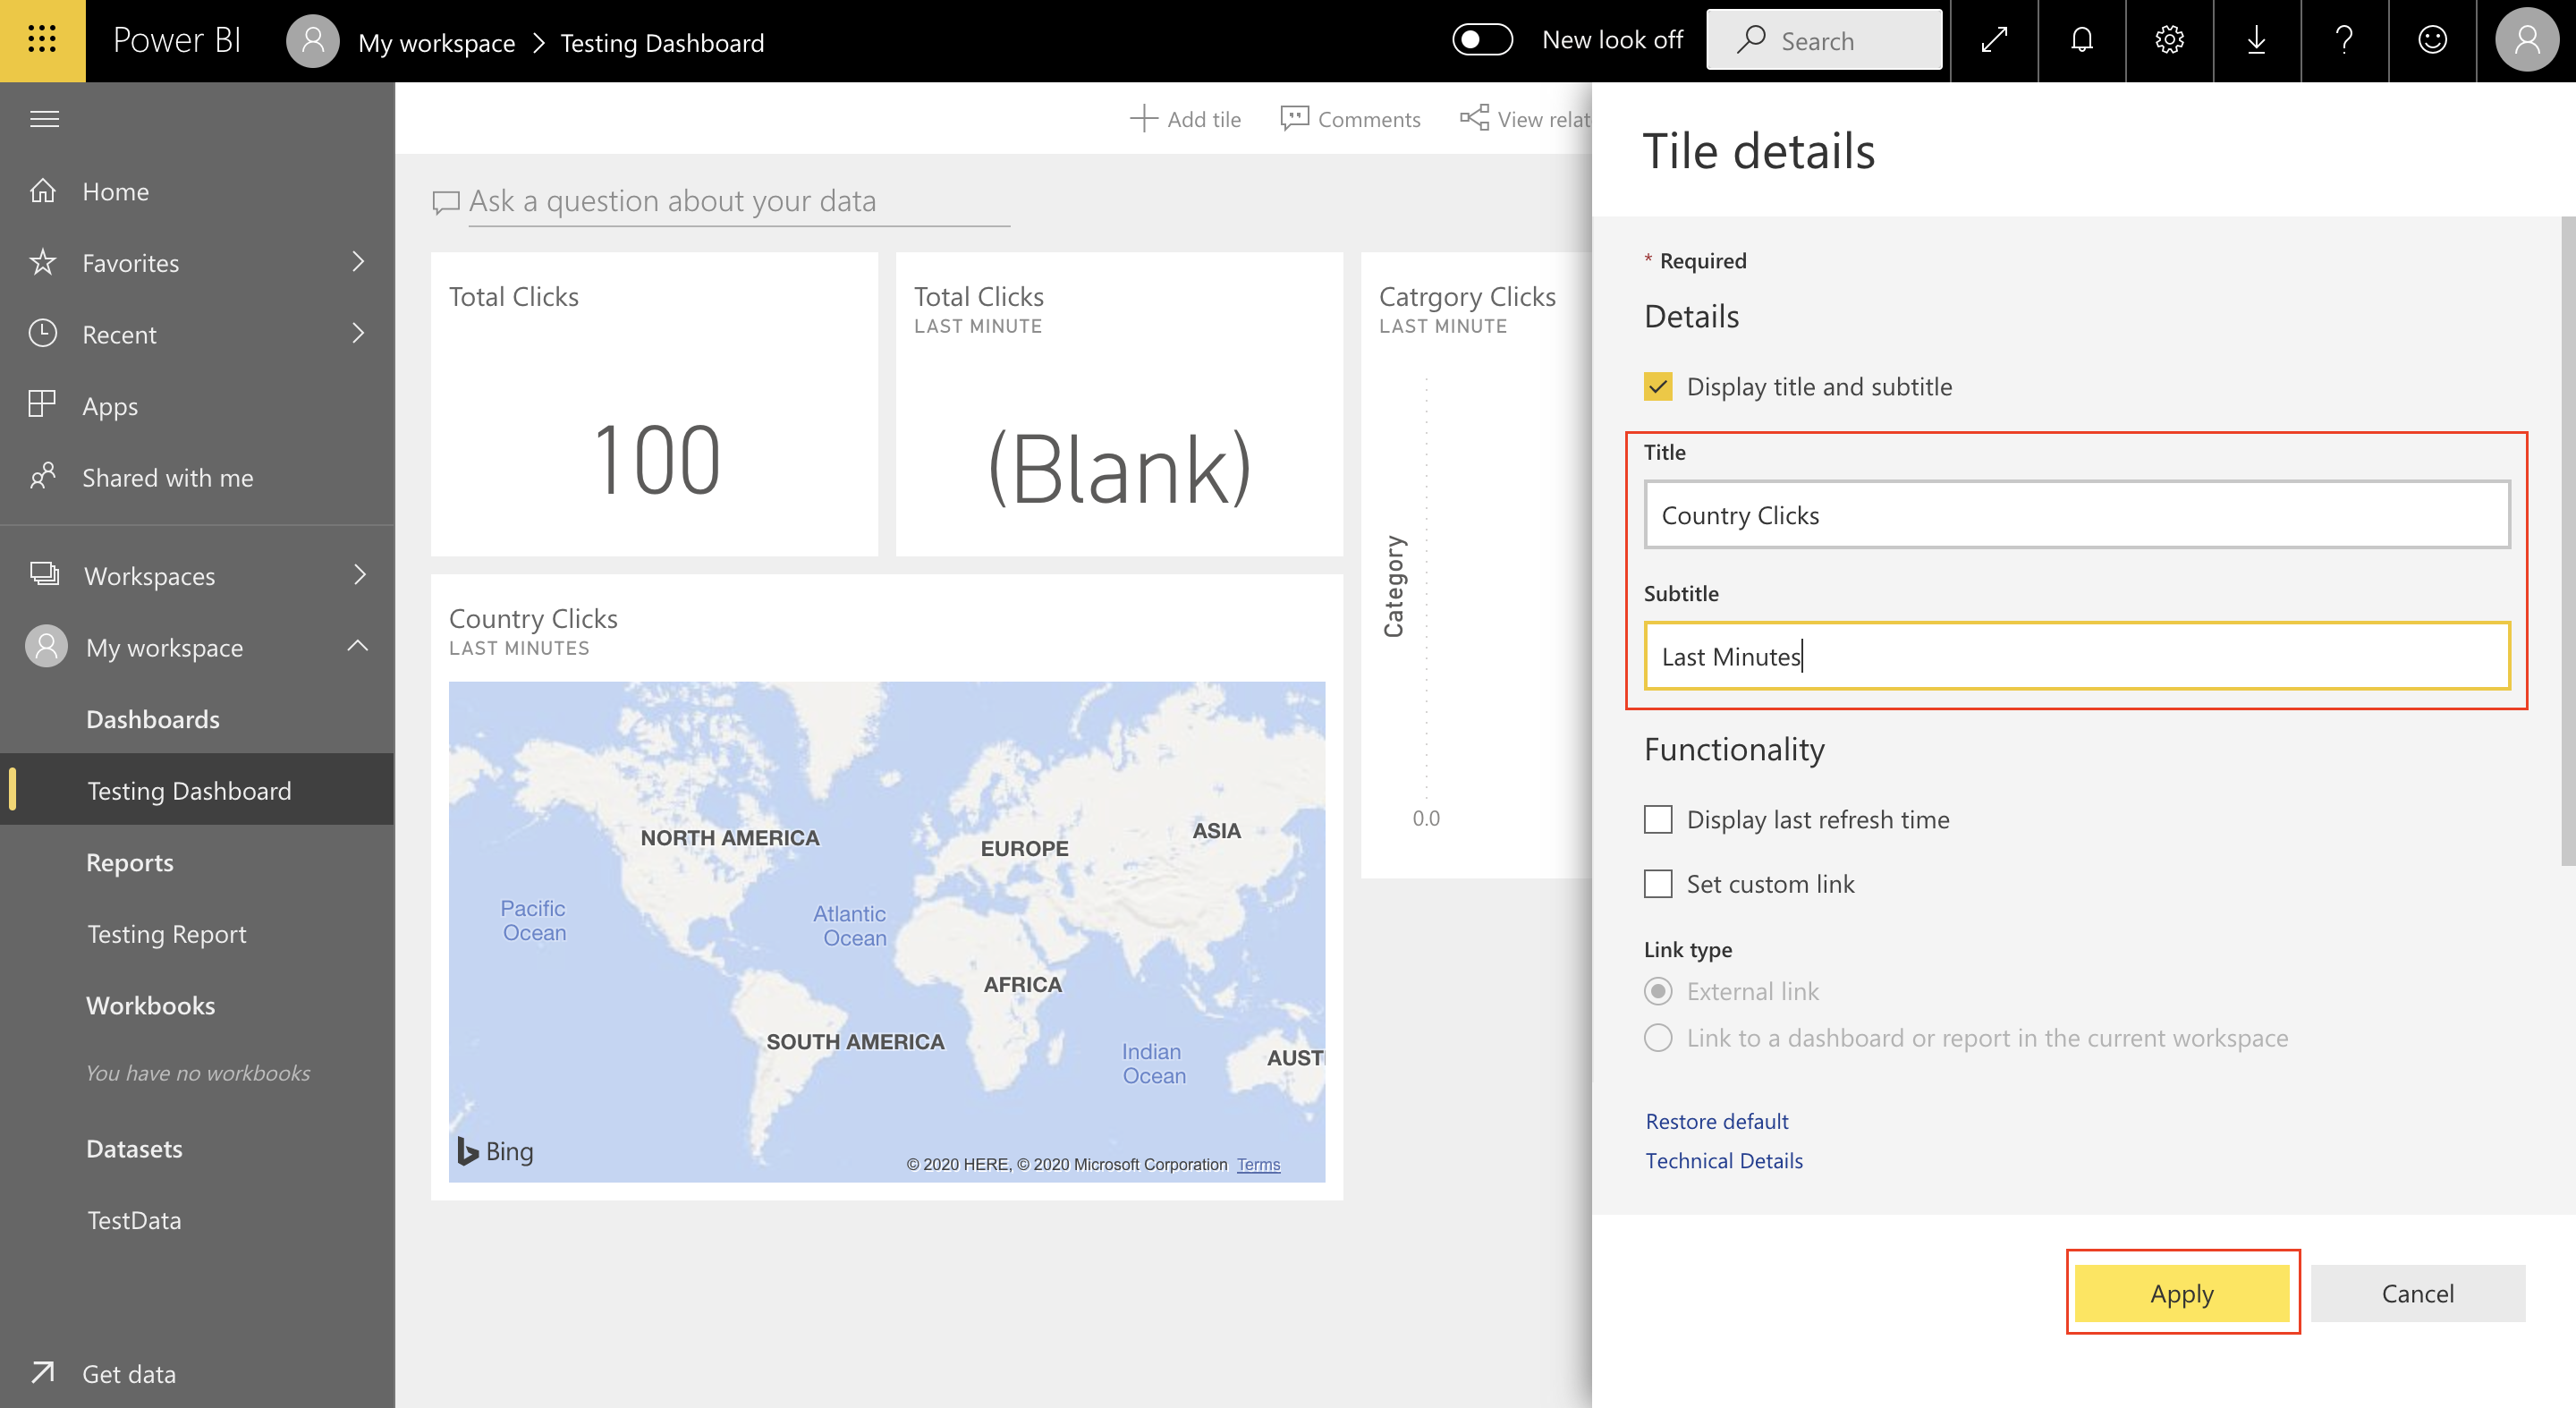 Power BI
My workspace > Testing Dashboard
New look off
Search
Home
Favorites
Recent
Apps
Shared with me
Workspaces
My workspace
Dashboards
Testing Dashboard
Reports
Testing Report
Workbooks
You have no workbooks
Datasets
TestData
Get data
Add tile
Comments
View relat
Ask a question about your data
Total Clicks
100
Total Clicks
LAST MINUTE
(Blank)
Catrgory Clicks
LAST MINUTE
Category
0.0
Country Clicks
LAST MINUTES
NORTH AMERICA
EUROPE
ASIA
Pacific
Ocean
Atlantic
Ocean
AFRICA
SOUTH AMERICA
Indian
Ocean
AUST
Bing
© 2020 HERE, © 2020 Microsoft Corporation Terms
Tile details
* Required
Details
Display title and subtitle
Title
Country Clicks
Subtitle
Last Minutes
Functionality
Display last refresh time
Set custom link
Link type
External link
Link to a dashboard or report in the current workspace
Restore default
Technical Details
Apply
Cancel